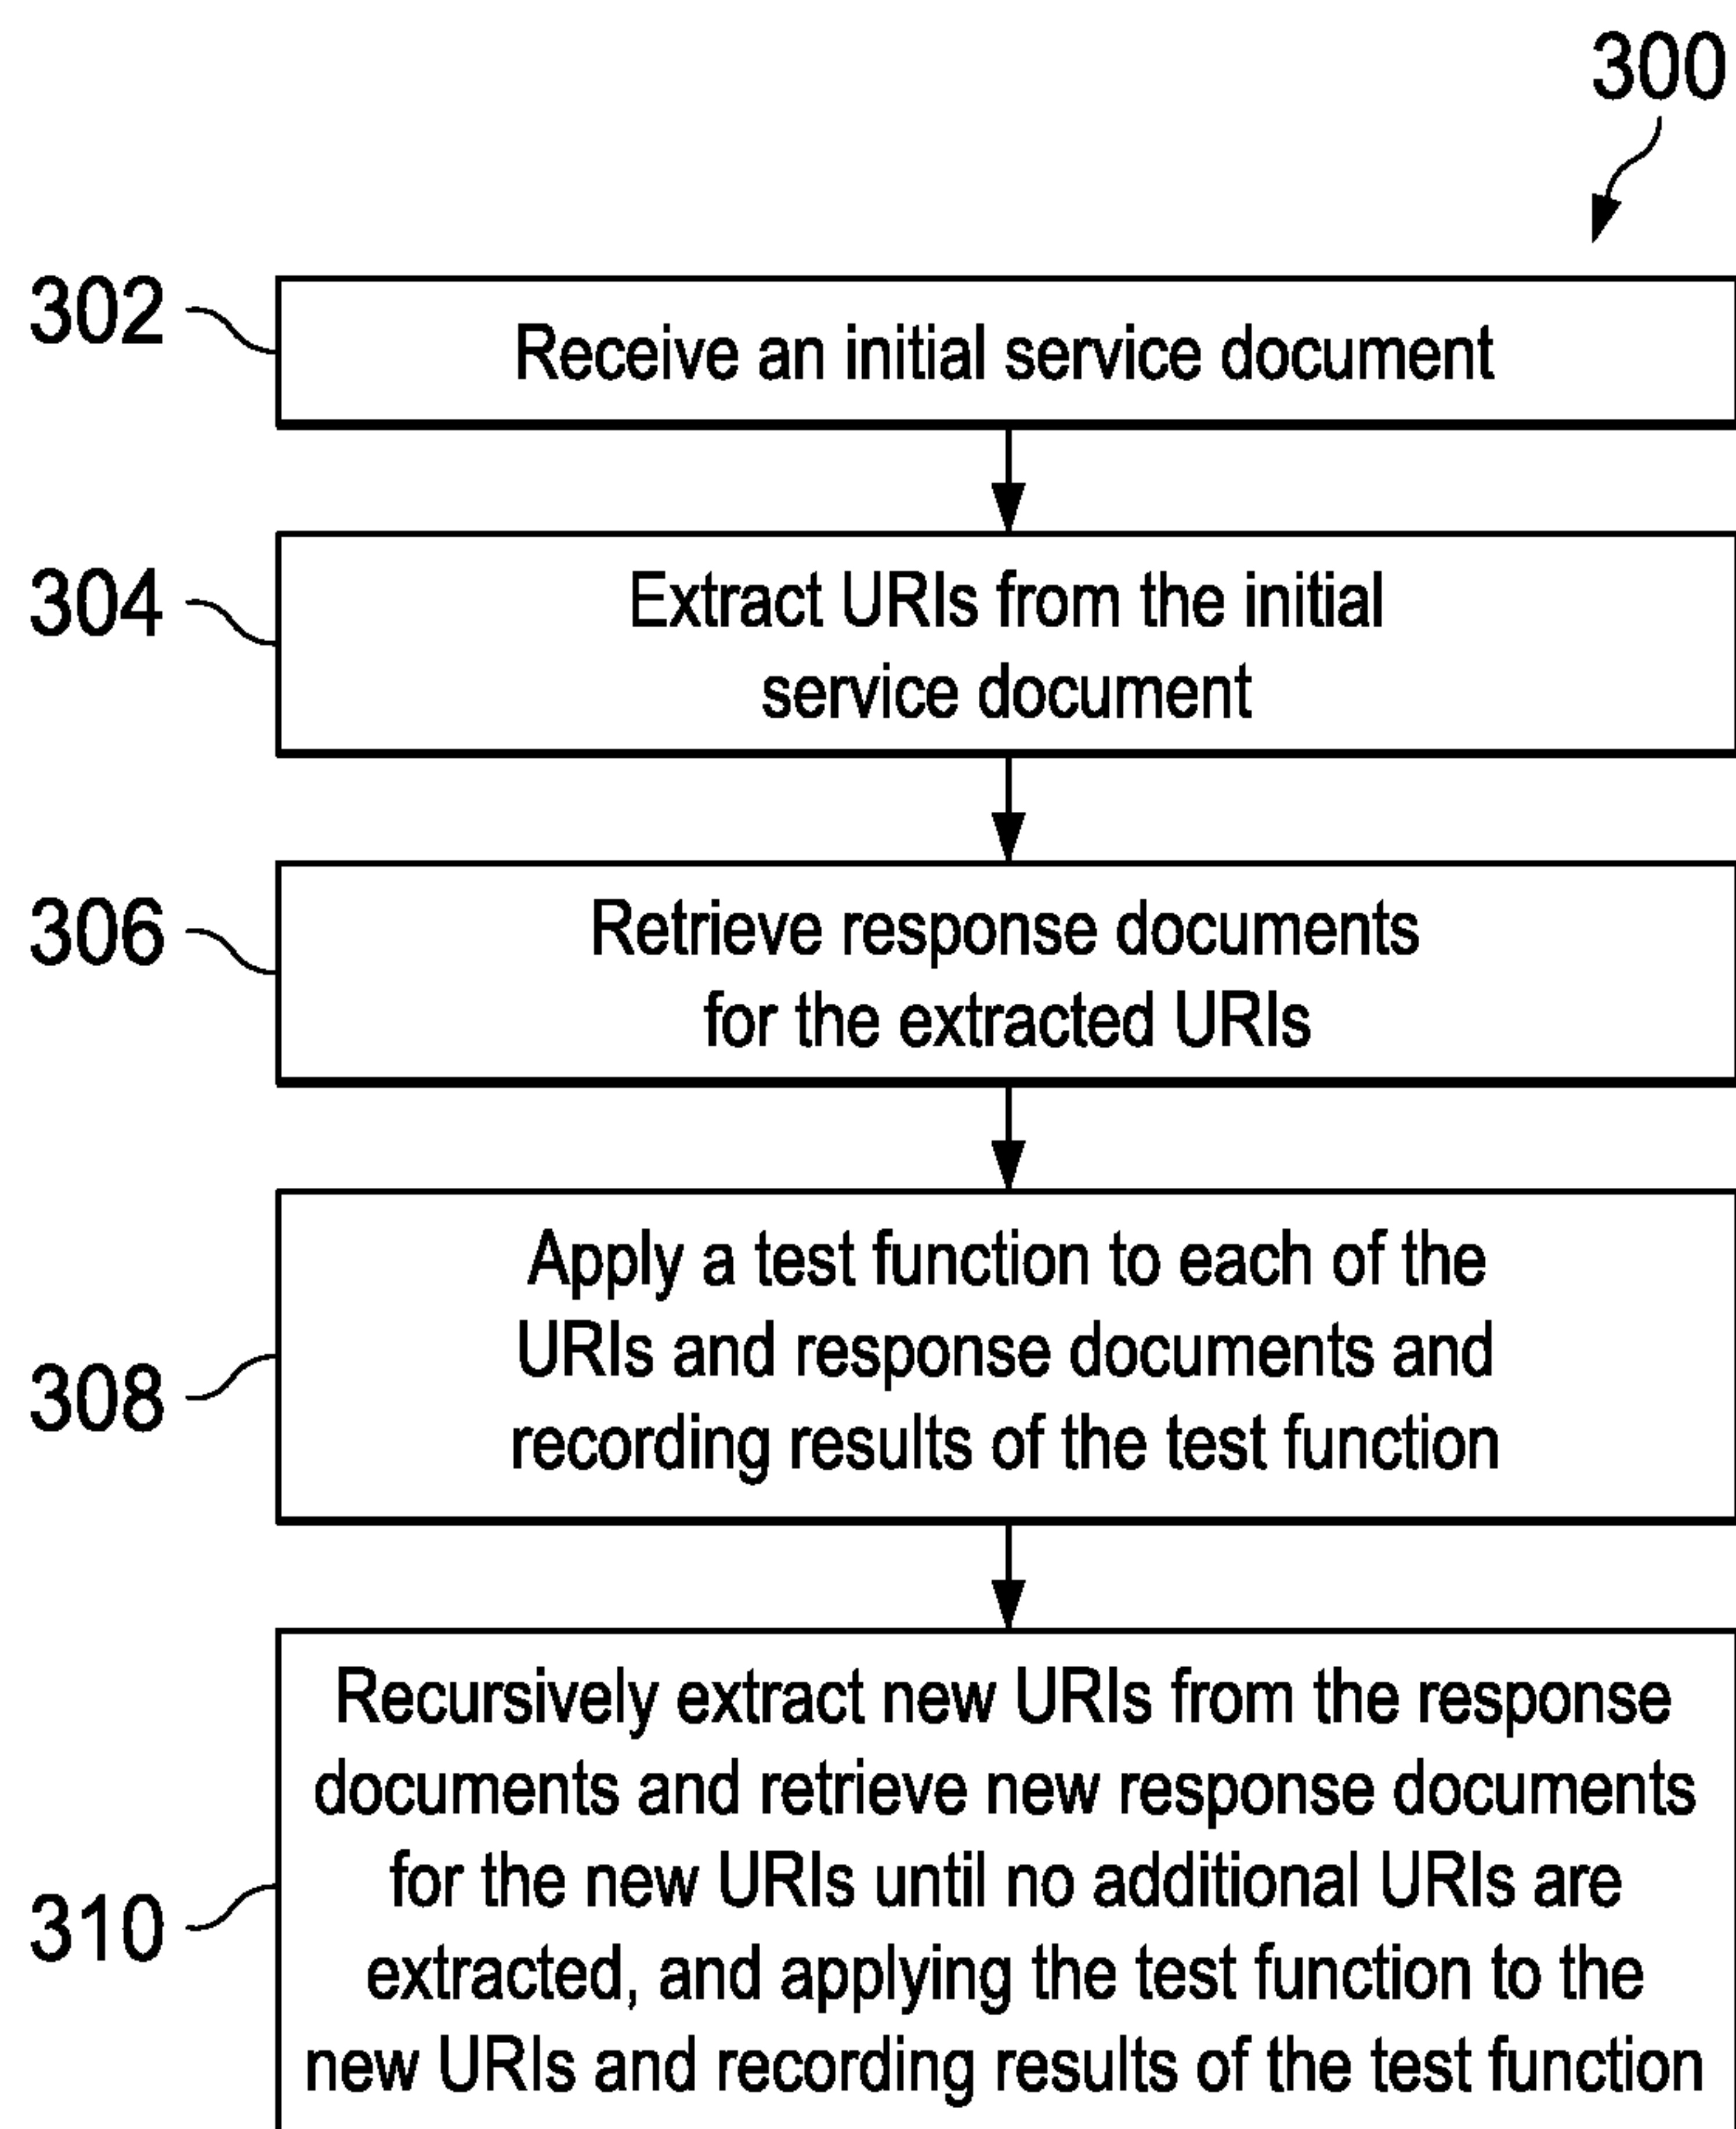 300
302
Receive an initial service document
304
Extract URIs from the initial
service document
306
Retrieve response documents
for the extracted URIs
308
Apply a test function to each of the
URIs and response documents and
recording results of the test function
310
Recursively extract new URIs from the response
documents and retrieve new response documents
for the new URIs until no additional URIs are
extracted, and applying the test function to the
new URIs and recording results of the test function